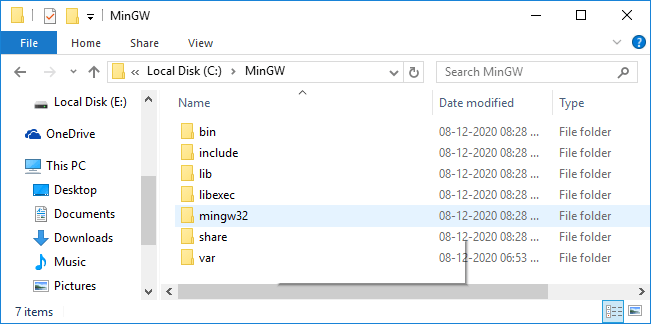 MinGW
File Home Share View
Local Disk (C:) MinGW Search MinGW
Local Disk (E:)
OneDrive
This PC
Desktop
Documents
Downloads
Music
Pictures
Name Date modified Type
bin 08-12-2020 08:28 ... File folder
include 08-12-2020 08:28 ... File folder
lib 08-12-2020 08:28 ... File folder
libexec 08-12-2020 08:28 ... File folder
mingw32 08-12-2020 08:28 ... File folder
share 08-12-2020 08:28 ... File folder
var 08-12-2020 06:53 ... File folder
7 items